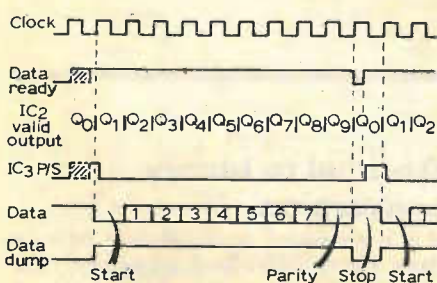 Clock
Data ready
IC2 valid output Q0 Q1 Q2 Q3 Q4 Q5 Q6 Q7 Q8 Q9 Q0 Q1 Q2
IC3 P/S
Data 1 2 3 4 5 6 7 1
Data dump
Start Parity Stop Start